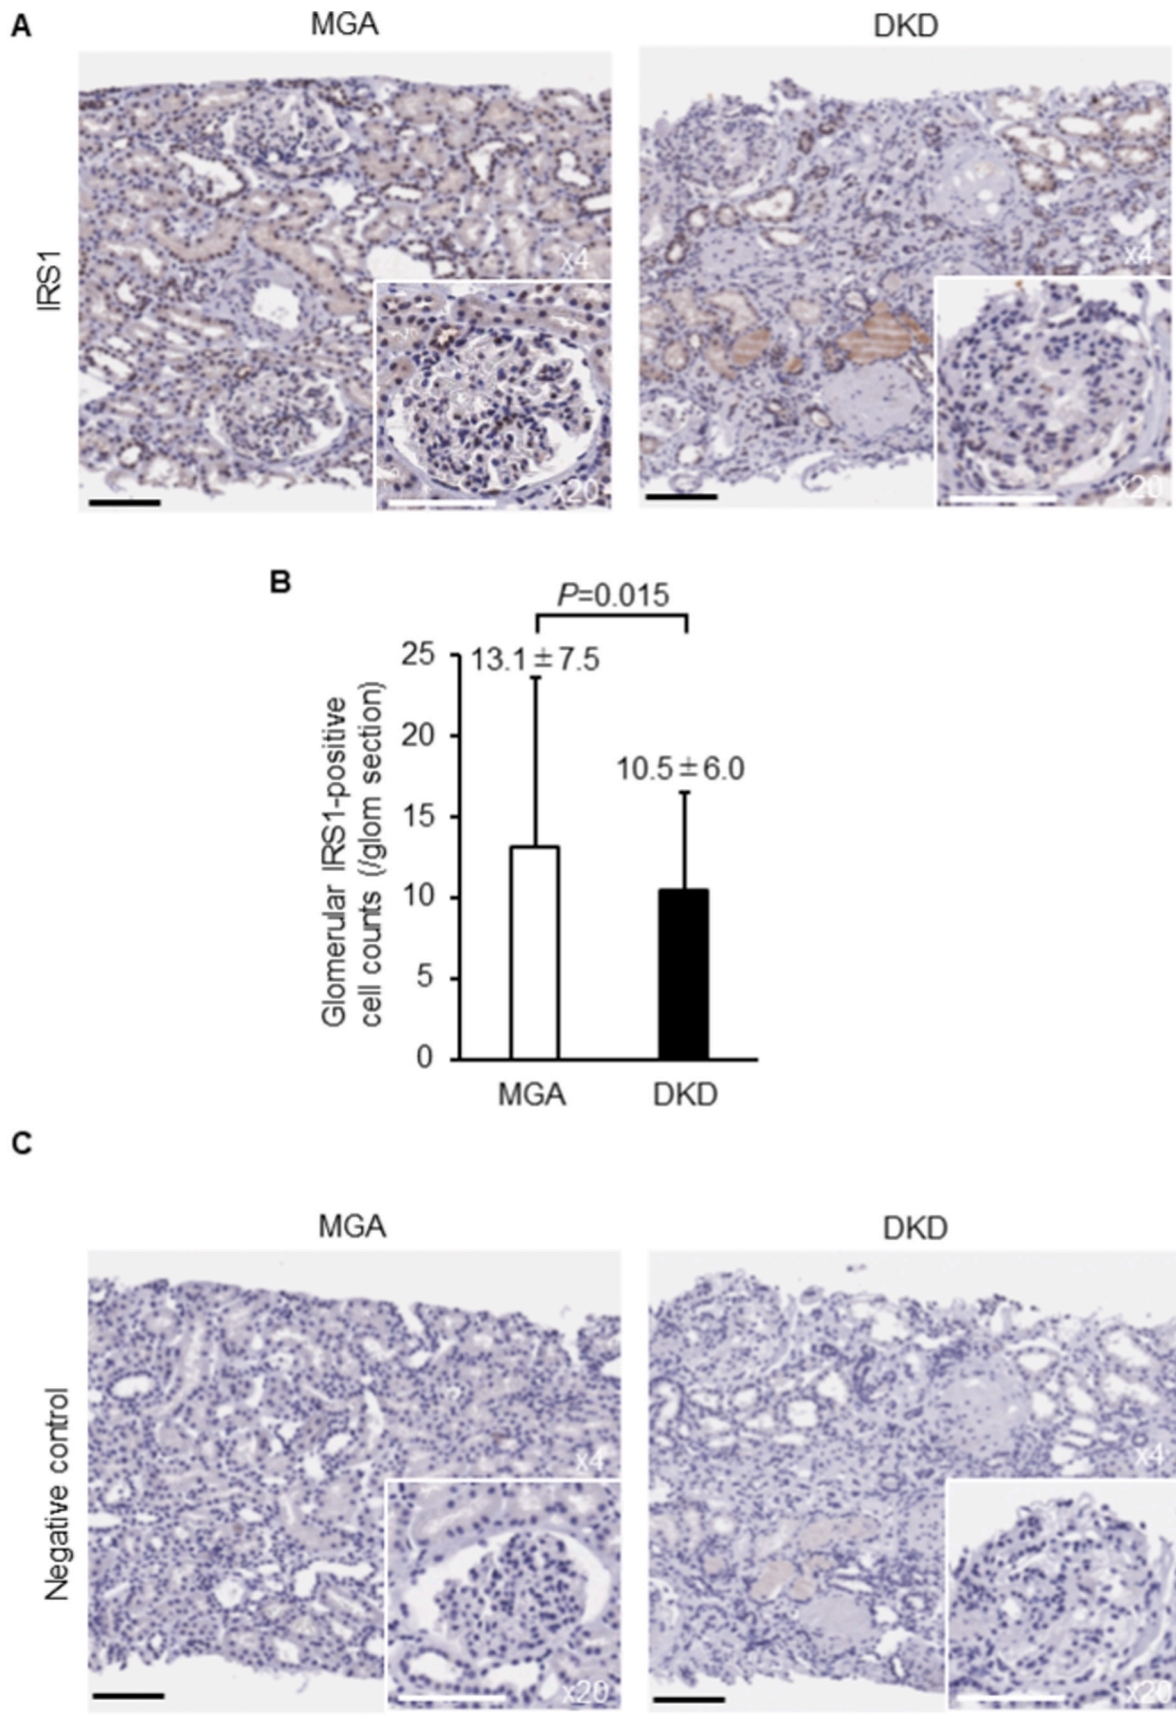 A
MGA
DKD
IRS1
x4
x20
x4
x20
B
P=0.015
25
13.1±7.5
20
10.5±6.0
15
10
5
0
Glomerular IRS1-positive
cell counts (/glom section)
MGA
DKD
C
MGA
DKD
Negative control
x4
x20
x4
x20